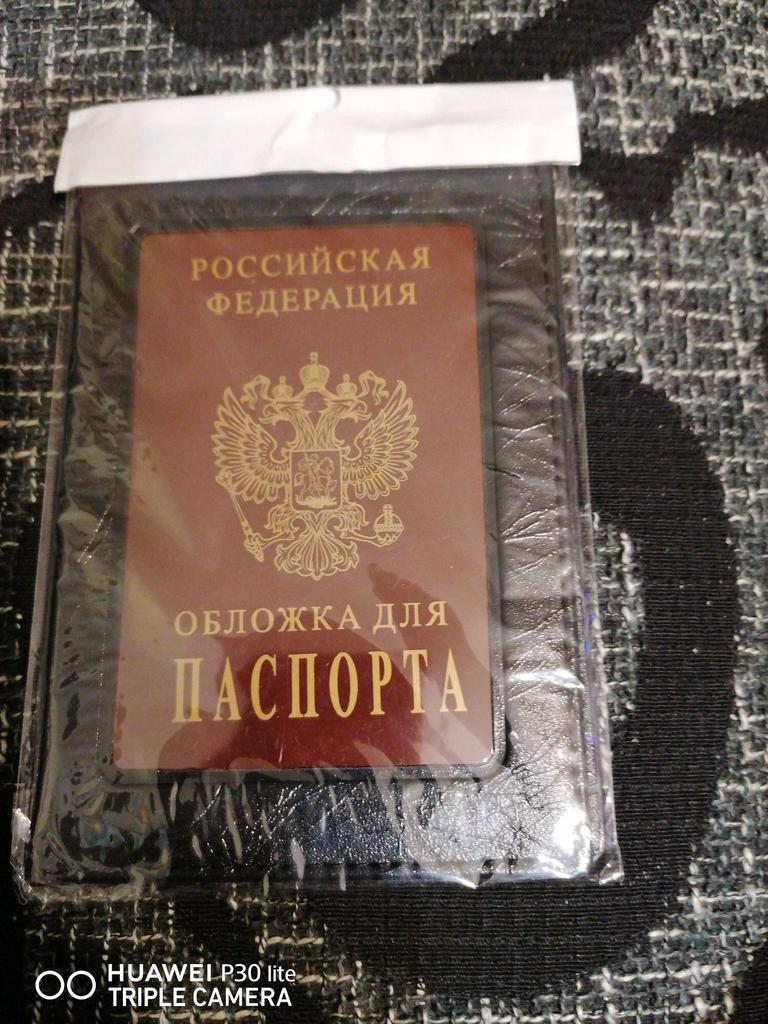 РОССИЙСКАЯ
ФЕДЕРАЦИЯ
ОБЛОЖКА ДЛЯ
ПАСПОРТА
HUAWEI P30 lite
TRIPLE CAMERA